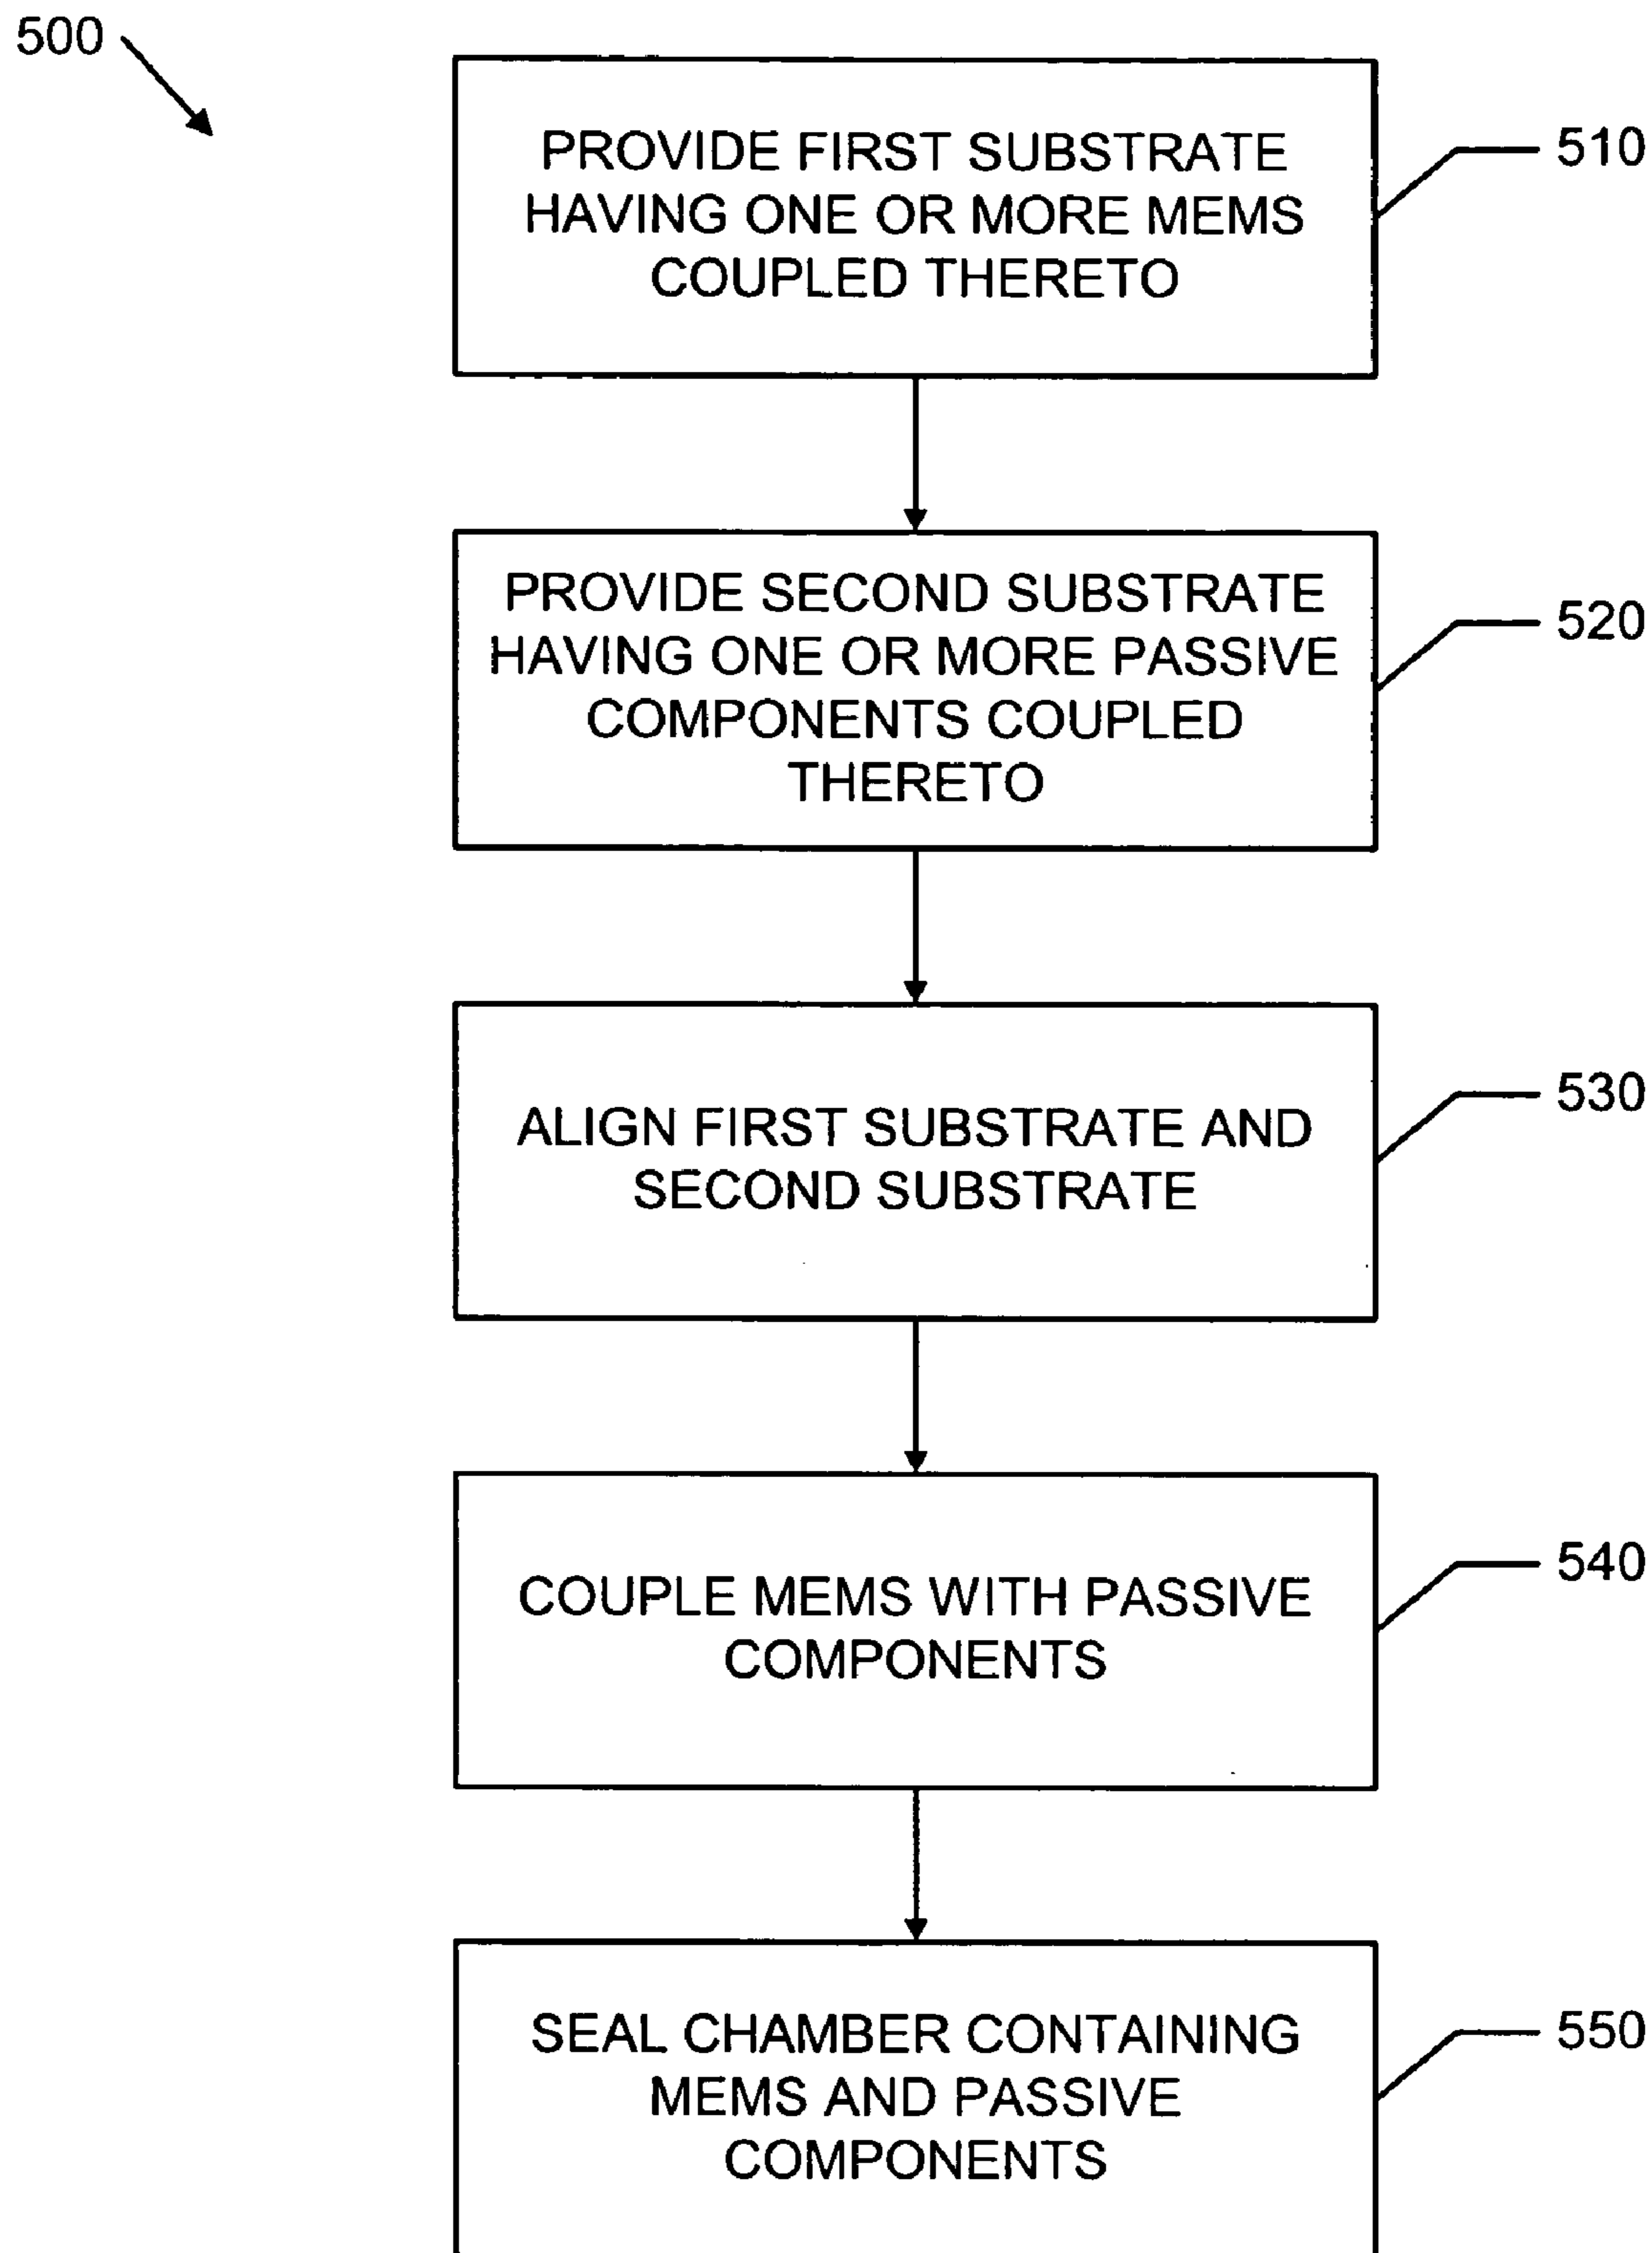 500
PROVIDE FIRST SUBSTRATE
HAVING ONE OR MORE MEMS
COUPLED THERETO
510
PROVIDE SECOND SUBSTRATE
HAVING ONE OR MORE PASSIVE
COMPONENTS COUPLED
THERETO
520
ALIGN FIRST SUBSTRATE AND
SECOND SUBSTRATE
530
COUPLE MEMS WITH PASSIVE
COMPONENTS
540
SEAL CHAMBER CONTAINING
MEMS AND PASSIVE
COMPONENTS
550